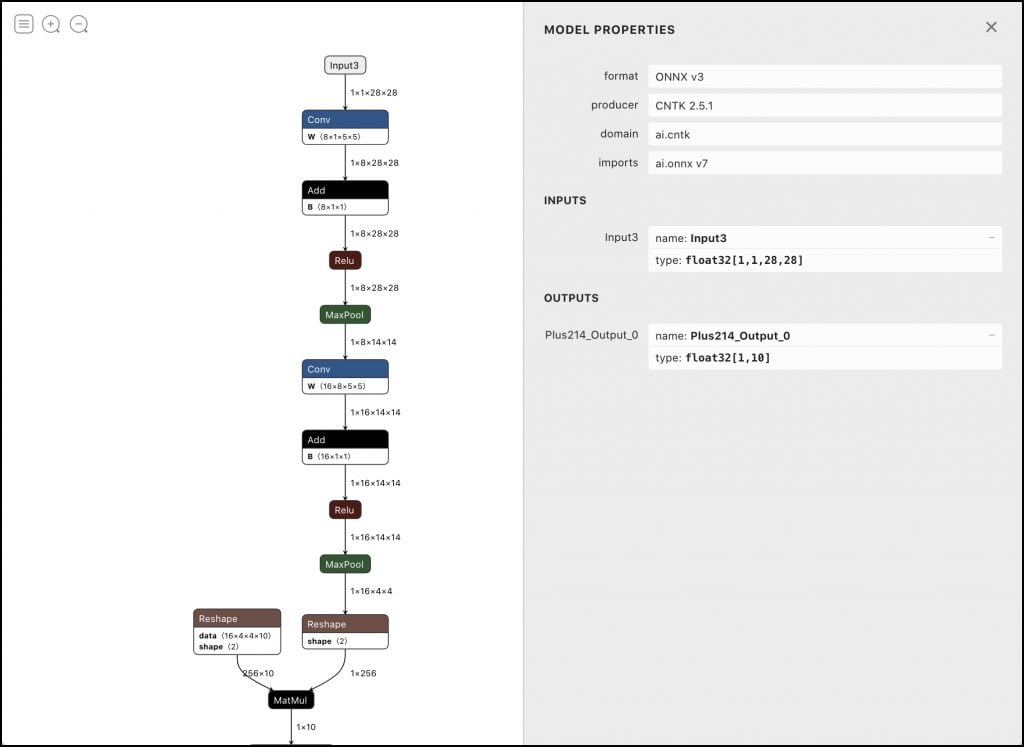 Input3
1×1×28×28
Conv
W ⟨8×1×5×5⟩
1×8×28×28
Add
B ⟨8×1×1⟩
1×8×28×28
Relu
1×8×28×28
MaxPool
1×8×14×14
Conv
W ⟨16×8×5×5⟩
1×16×14×14
Add
B ⟨16×1×1⟩
1×16×14×14
Relu
1×16×14×14
MaxPool
1×16×4×4
Reshape
data ⟨16×4×4×10⟩
shape ⟨2⟩
Reshape
shape ⟨2⟩
256×10
1×256
MatMul
1×10
MODEL PROPERTIES
format ONNX v3
producer CNTK 2.5.1
domain ai.cntk
imports ai.onnx v7
INPUTS
Input3 name: Input3
type: float32[1,1,28,28]
OUTPUTS
Plus214_Output_0 name: Plus214_Output_0
type: float32[1,10]